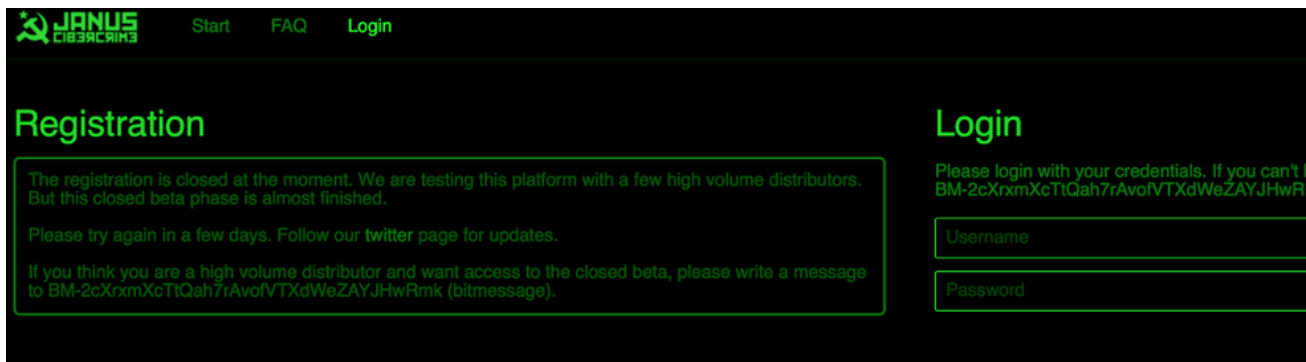 JANUS
CIBERCRIME
Start FAQ Login
Registration
The registration is closed at the moment. We are testing this platform with a few high volume distributors.
But this closed beta phase is almost finished.
Please try again in a few days. Follow our twitter page for updates.
If you think you are a high volume distributor and want access to the closed beta, please write a message
to BM-2cXrxmXcTtQah7rAvofVTXdWeZAYJHwRmk (bitmessage).
Login
Please login with your credentials. If you can't
BM-2cXrxmXcTtQah7rAvofVTXdWeZAYJHwR
Username
Password